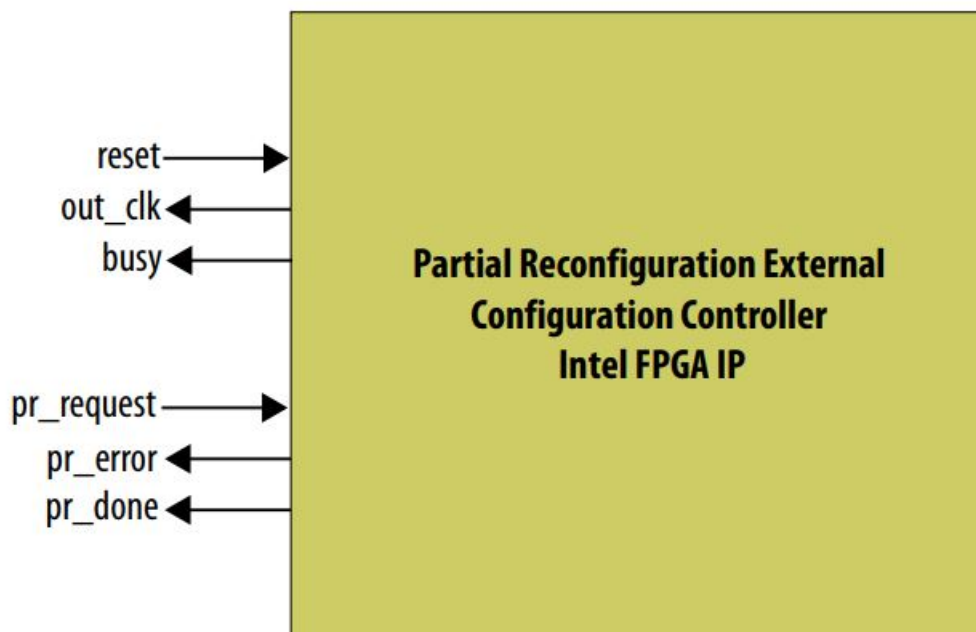 reset
out_clk
busy
Partial Reconfiguration External
Configuration Controller
Intel FPGA IP
pr_request
pr_error
pr_done